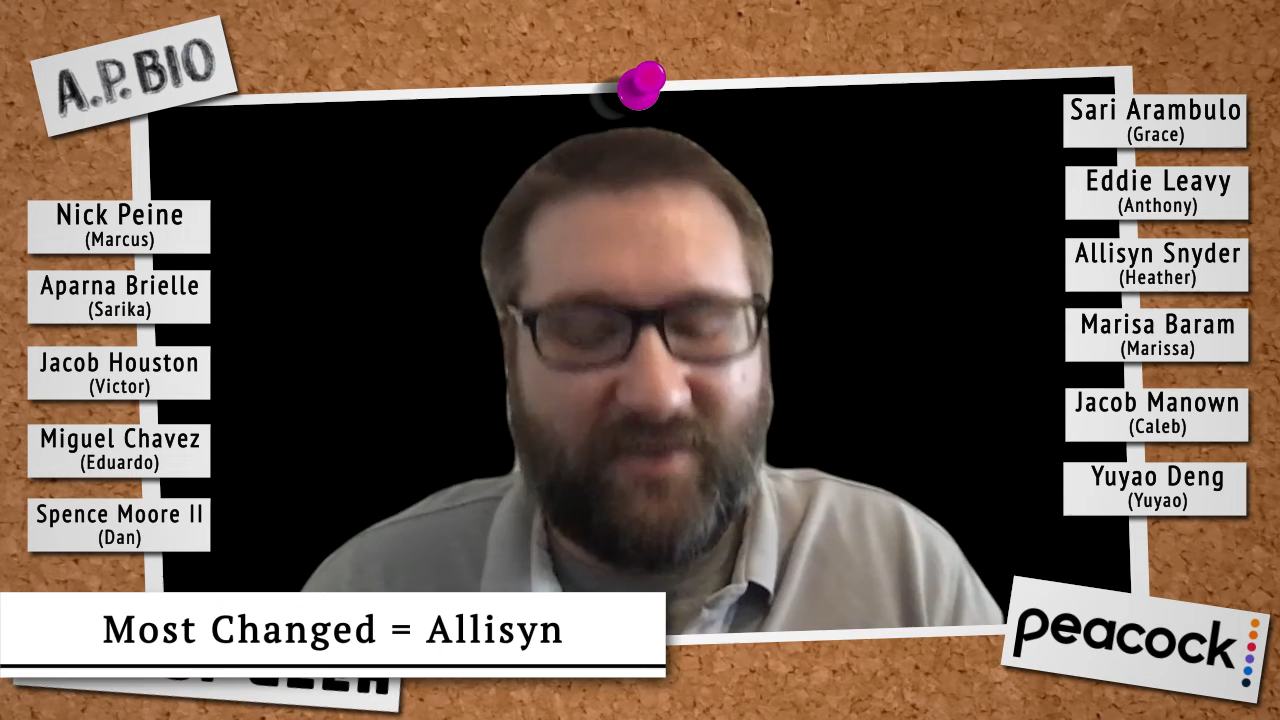 A.P. BIO
Nick Peine
(Marcus)
Aparna Brielle
(Sarika)
Jacob Houston
(Victor)
Miguel Chavez
(Eduardo)
Spence Moore II
(Dan)
Sari Arambulo
(Grace)
Eddie Leavy
(Anthony)
Allisyn Snyder
(Heather)
Marisa Baram
(Marissa)
Jacob Manown
(Caleb)
Yuyao Deng
(Yuyao)
Most Changed = Allisyn
peacock